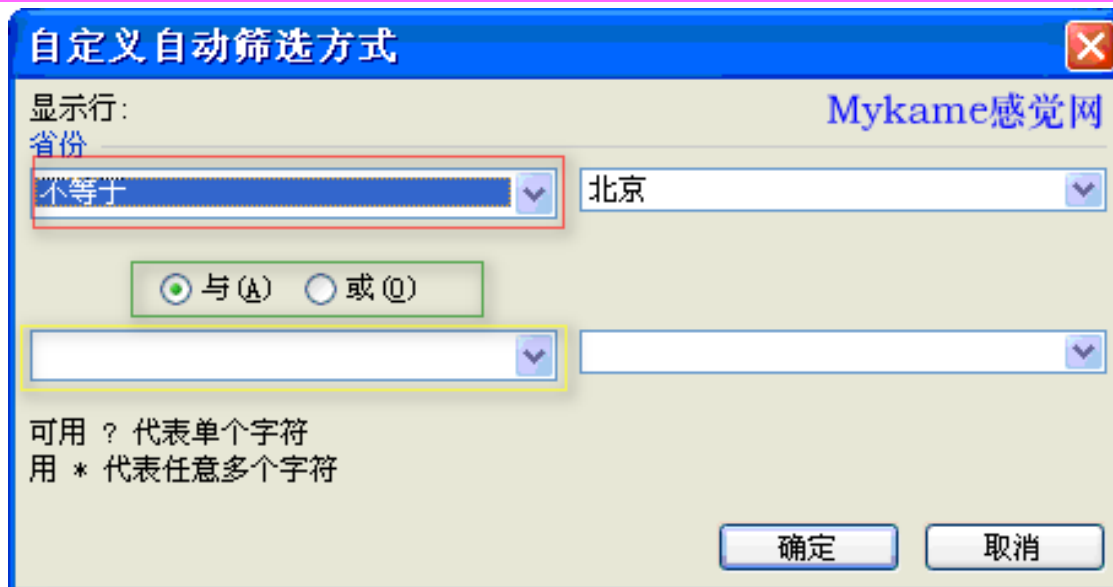 自定义自动筛选方式
显示行:
Mykame感觉网
省份
不等于
北京
与(A) 或(O)
可用 ? 代表单个字符
用 * 代表任意多个字符
确定 取消